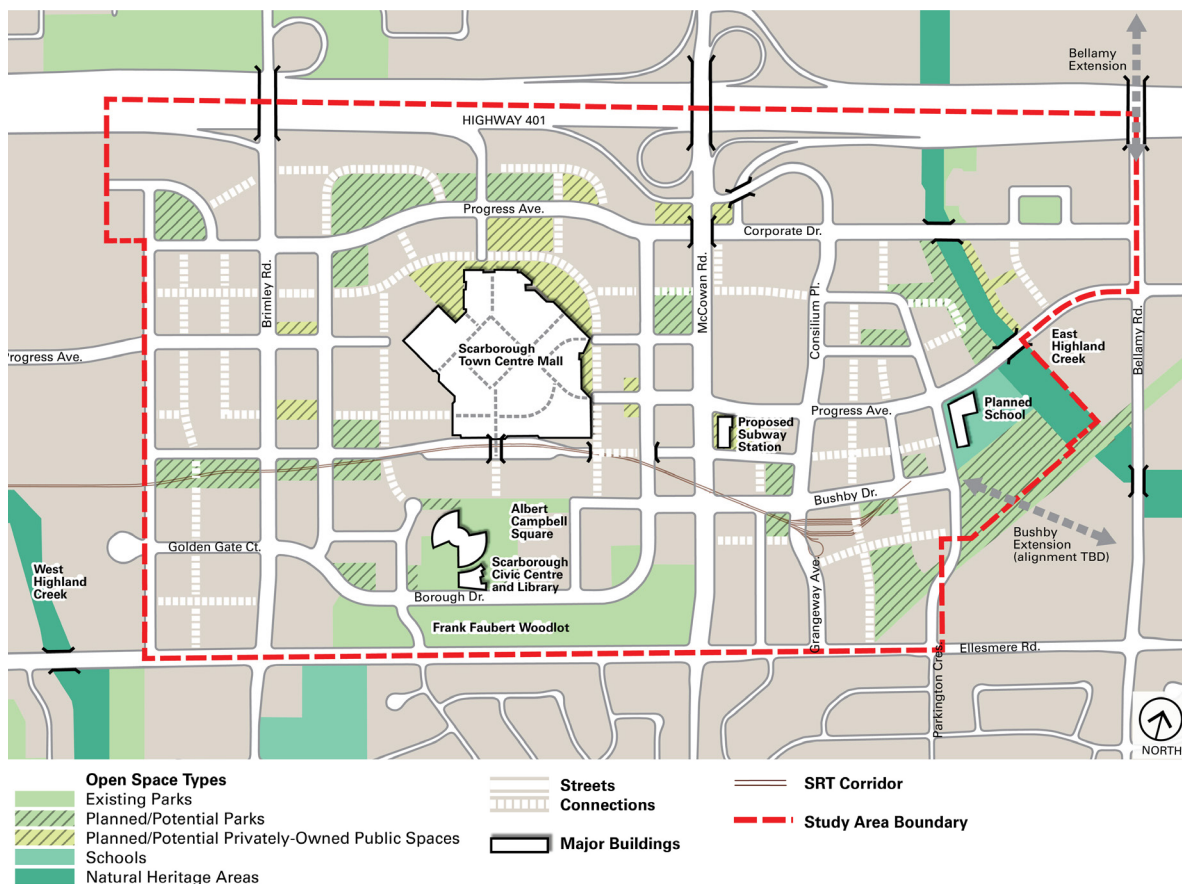 Bellamy
Extension
HIGHWAY 401
Progress Ave.
Corporate Dr.
Brimley Rd.
McCowan Rd.
Consilium Pl.
Bellamy Rd.
Progress Ave.
Scarborough
Town Centre Mall
East
Highland
Creek
Progress Ave.
Planned
School
Proposed
Subway
Station
Bushby Dr.
Albert
Campbell
Square
Bushby
Extension
(alignment TBD)
Golden Gate Ct.
West
Highland
Creek
Scarborough
Civic Centre
and Library
Borough Dr.
Grangeway Ave.
Frank Faubert Woodlot
Ellesmere Rd.
Parkington Cres.
NORTH
Open Space Types
Existing Parks
Planned/Potential Parks
Planned/Potential Privately-Owned Public Spaces
Schools
Natural Heritage Areas
Streets
Connections
Major Buildings
SRT Corridor
Study Area Boundary